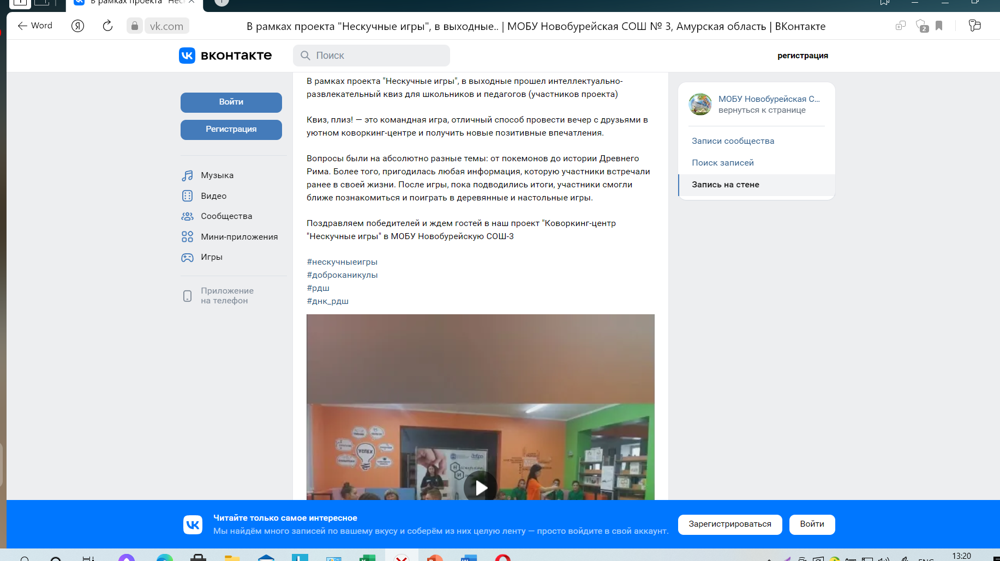 В рамках проекта "Неск
Word
vk.com
В рамках проекта "Нескучные игры", в выходные.. | МОБУ Новобурейская СОШ № 3, Амурская область | ВКонтакте
2
вконтакте
Поиск
регистрация
Войти
Регистрация
Музыка
Видео
Сообщества
Мини-приложения
Игры
Приложение
на телефон
В рамках проекта "Нескучные игры", в выходные прошел интеллектуально-
развлекательный квиз для школьников и педагогов (участников проекта)
Квиз, плиз! — это командная игра, отличный способ провести вечер с друзьями в
уютном коворкинг-центре и получить новые позитивные впечатления.
Вопросы были на абсолютно разные темы: от покемонов до истории Древнего
Рима. Более того, пригодилась любая информация, которую участники встречали
ранее в своей жизни. После игры, пока подводились итоги, участники смогли
ближе познакомиться и поиграть в деревянные и настольные игры.
Поздравляем победителей и ждем гостей в наш проект "Коворкинг-центр
"Нескучные игры" в МОБУ Новобурейскую СОШ-3
#нескучныеигры
#доброканикулы
#рдш
#днк_рдш
УСПЕХ
добро
МОБУ Новобурейская С...
вернуться к странице
Записи сообщества
Поиск записей
Запись на стене
Читайте только самое интересное
Мы найдём много записей по вашему вкусу и соберём из них целую ленту — просто войдите в свой аккаунт.
Зарегистрироваться
Войти
13:20